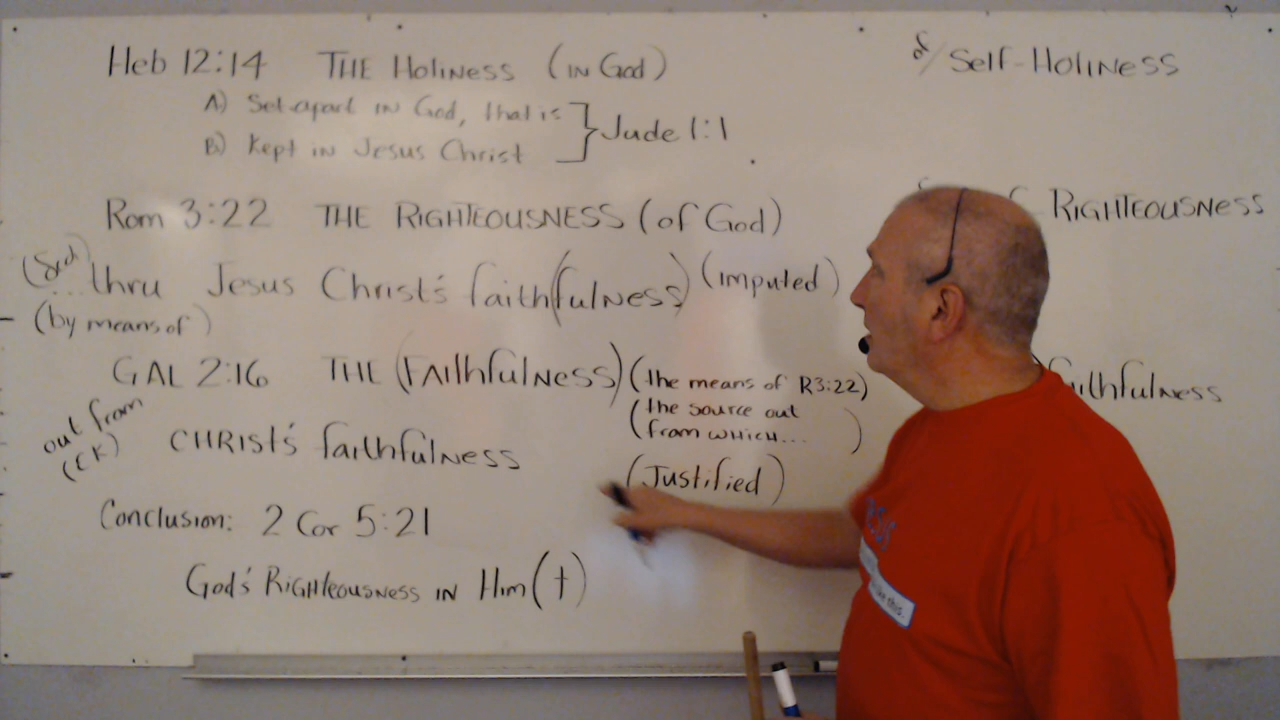 Heb 12:14 THE Holiness (in God) / Self-Holiness
A) Set-apart in God, that is
B) Kept in Jesus Christ
Jude 1:1
Rom 3:22 THE RIGHTEOUSNESS (of God) RIGHTEOUSNESS
...thru Jesus Christ's faith(fulness) (imputed)
(by means of)
GAL 2:16 THE (Faithfulness) (the means of R3:22) faithfulness
(the source out
from which... )
out from
(EK)
CHRIST'S faithfulness
(Justified)
Conclusion: 2 Cor 5:21
God's Righteousness in Him (t)